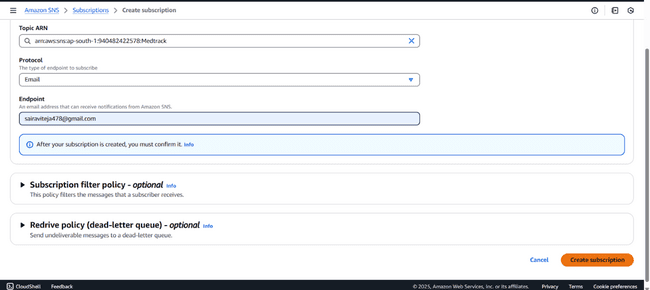 Amazon SNS > Subscriptions > Create subscription
Topic ARN
arn:aws:sns:ap-south-1:940482422578:Medtrack
Protocol
The type of endpoint to subscribe
Email
Endpoint
An email address that can receive notifications from Amazon SNS.
sairaviteja478@gmail.com
After your subscription is created, you must confirm it. Info
Subscription filter policy - optional Info
This policy filters the messages that a subscriber receives.
Redrive policy (dead-letter queue) - optional Info
Send undeliverable messages to a dead-letter queue.
Cancel Create subscription
CloudShell Feedback © 2025, Amazon Web Services, Inc. or its affiliates. Privacy Terms Cookie preferences